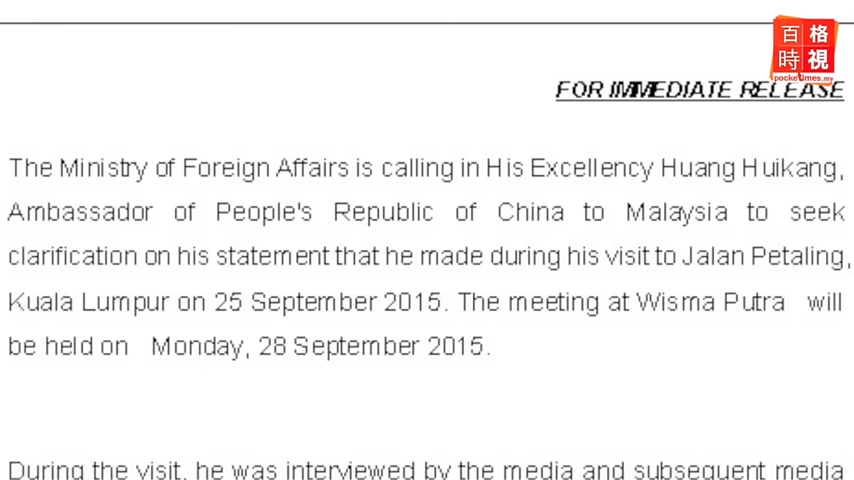 百格
時視
pocketimes.my
FOR IMMEDIATE RELEASE
The Ministry of Foreign Affairs is calling in His Excellency Huang Huikang,
Ambassador of People's Republic of China to Malaysia to seek
clarification on his statement that he made during his visit to Jalan Petaling,
Kuala Lumpur on 25 September 2015. The meeting at Wisma Putra will
be held on Monday, 28 September 2015.
During the visit, he was interviewed by the media and subsequent media